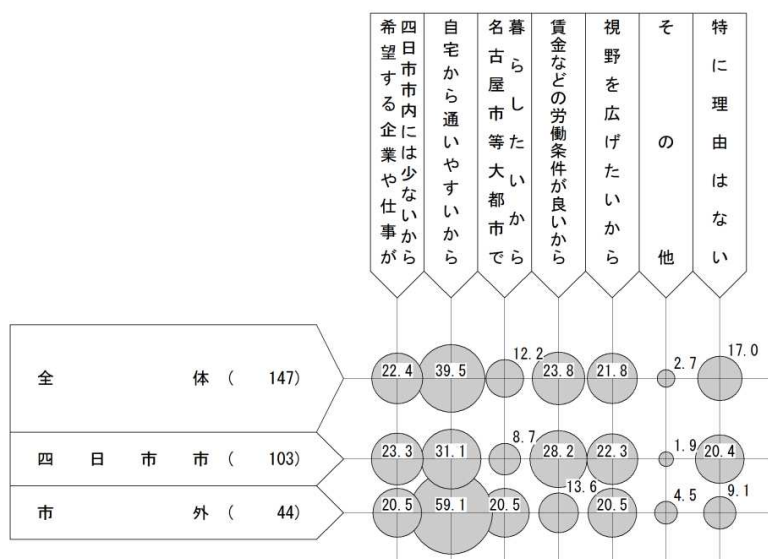 希望する企業や仕事が
四日市市内には少ないから
自宅から通いやすいから
名古屋市等大都市で
暮らしたいから
賃金などの労働条件が良いから
視野を広げたいから
その他
特に理由はない
全体(147)
22.4 39.5 12.2 23.8 21.8 2.7 17.0
四日市市(103)
23.3 31.1 8.7 28.2 22.3 1.9 20.4
市外(44)
20.5 59.1 20.5 13.6 20.5 4.5 9.1